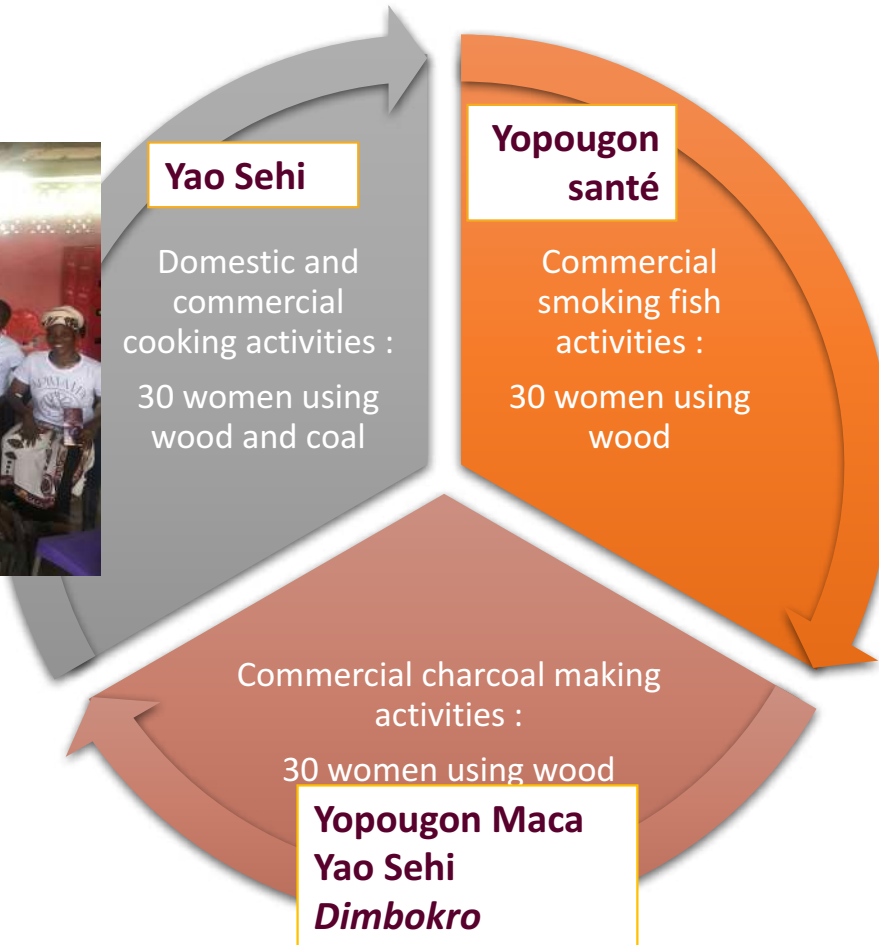 Yao Sehi
Domestic and
commercial
cooking activities :
30 women using
wood and coal
Yopougon
santé
Commercial
smoking fish
activities :
30 women using
wood
Commercial charcoal making
activities :
30 women using wood
Yopougon Maca
Yao Sehi
Dimbokro